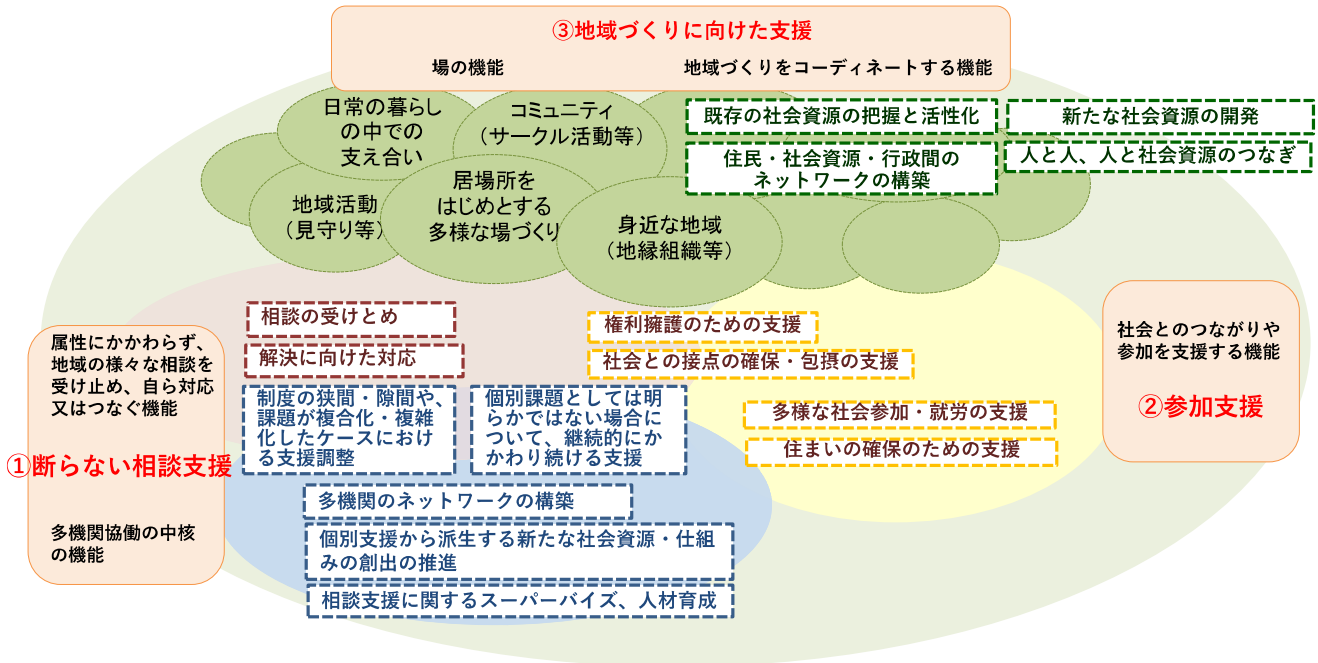 ③地域づくりに向けた支援
場の機能
地域づくりをコーディネートする機能
日常の暮らし
の中での
支え合い
コミュニティ
（サークル活動等）
既存の社会資源の把握と活性化
新たな社会資源の開発
住民・社会資源・行政間の
ネットワークの構築
人と人、人と社会資源のつなぎ
地域活動
（見守り等）
居場所を
はじめとする
多様な場づくり
身近な地域
（地縁組織等）
属性にかかわらず、
地域の様々な相談を
受け止め、自ら対応
又はつなぐ機能
①断らない相談支援
多機関協働の中核
の機能
相談の受けとめ
解決に向けた対応
制度の狭間・隙間や、
課題が複合化・複雑
化したケースにおけ
る支援調整
個別課題としては明
らかではない場合に
ついて、継続的にか
かわり続ける支援
多機関のネットワークの構築
個別支援から派生する新たな社会資源・仕組
みの創出の推進
相談支援に関するスーパーバイズ、人材育成
権利擁護のための支援
社会との接点の確保・包摂の支援
多様な社会参加・就労の支援
住まいの確保のための支援
社会とのつながりや
参加を支援する機能
②参加支援